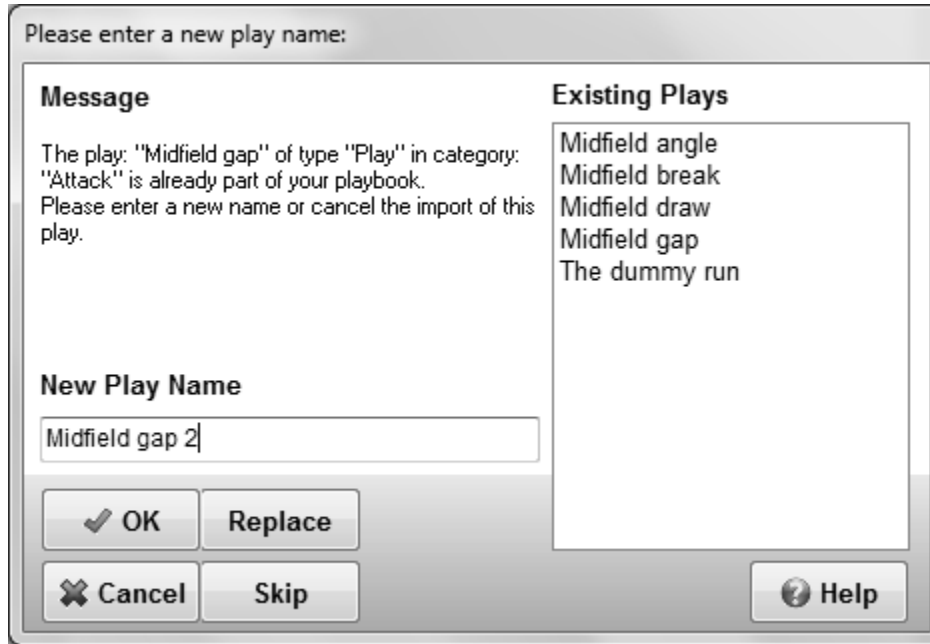 Please enter a new play name:
Message
The play: "Midfield gap" of type "Play" in category:
"Attack" is already part of your playbook.
Please enter a new name or cancel the import of this
play.
New Play Name
Midfield gap 2
OK
Replace
Cancel
Skip
Existing Plays
Midfield angle
Midfield break
Midfield draw
Midfield gap
The dummy run
Help